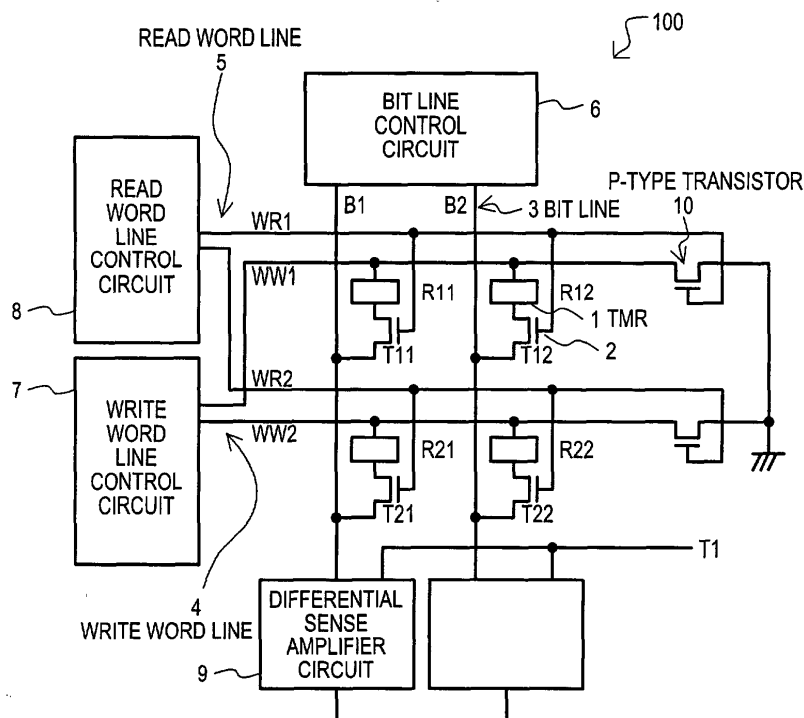 100
READ WORD LINE
5
BIT LINE
CONTROL
CIRCUIT
6
READ
WORD
LINE
CONTROL
CIRCUIT
8
P-TYPE TRANSISTOR
10
B1
B2
3 BIT LINE
WR1
WW1
R11
R12
1 TMR
T11
T12
2
7
WRITE
WORD
LINE
CONTROL
CIRCUIT
WR2
WW2
R21
R22
T21
T22
T1
4
WRITE WORD LINE
DIFFERENTIAL
SENSE
AMPLIFIER
CIRCUIT
9